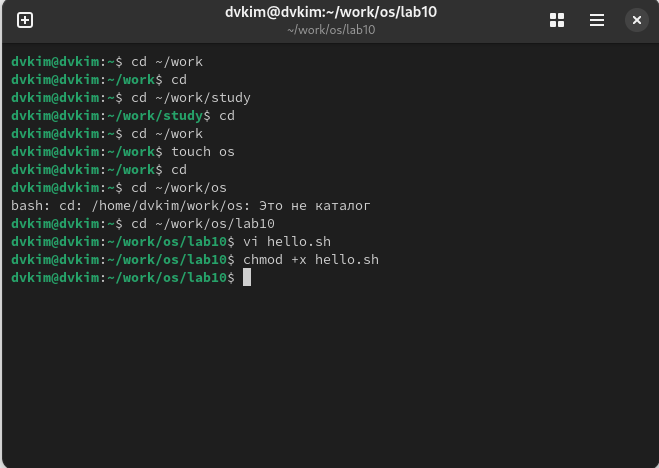 dvkim@dvkim:~/work/os/lab10
~/work/os/lab10
dvkim@dvkim:~$ cd ~/work
dvkim@dvkim:~/work$ cd
dvkim@dvkim:~$ cd ~/work/study
dvkim@dvkim:~/work/study$ cd
dvkim@dvkim:~$ cd ~/work
dvkim@dvkim:~/work$ touch os
dvkim@dvkim:~/work$ cd
dvkim@dvkim:~$ cd ~/work/os
bash: cd: /home/dvkim/work/os: Это не каталог
dvkim@dvkim:~$ cd ~/work/os/lab10
dvkim@dvkim:~/work/os/lab10$ vi hello.sh
dvkim@dvkim:~/work/os/lab10$ chmod +x hello.sh
dvkim@dvkim:~/work/os/lab10$